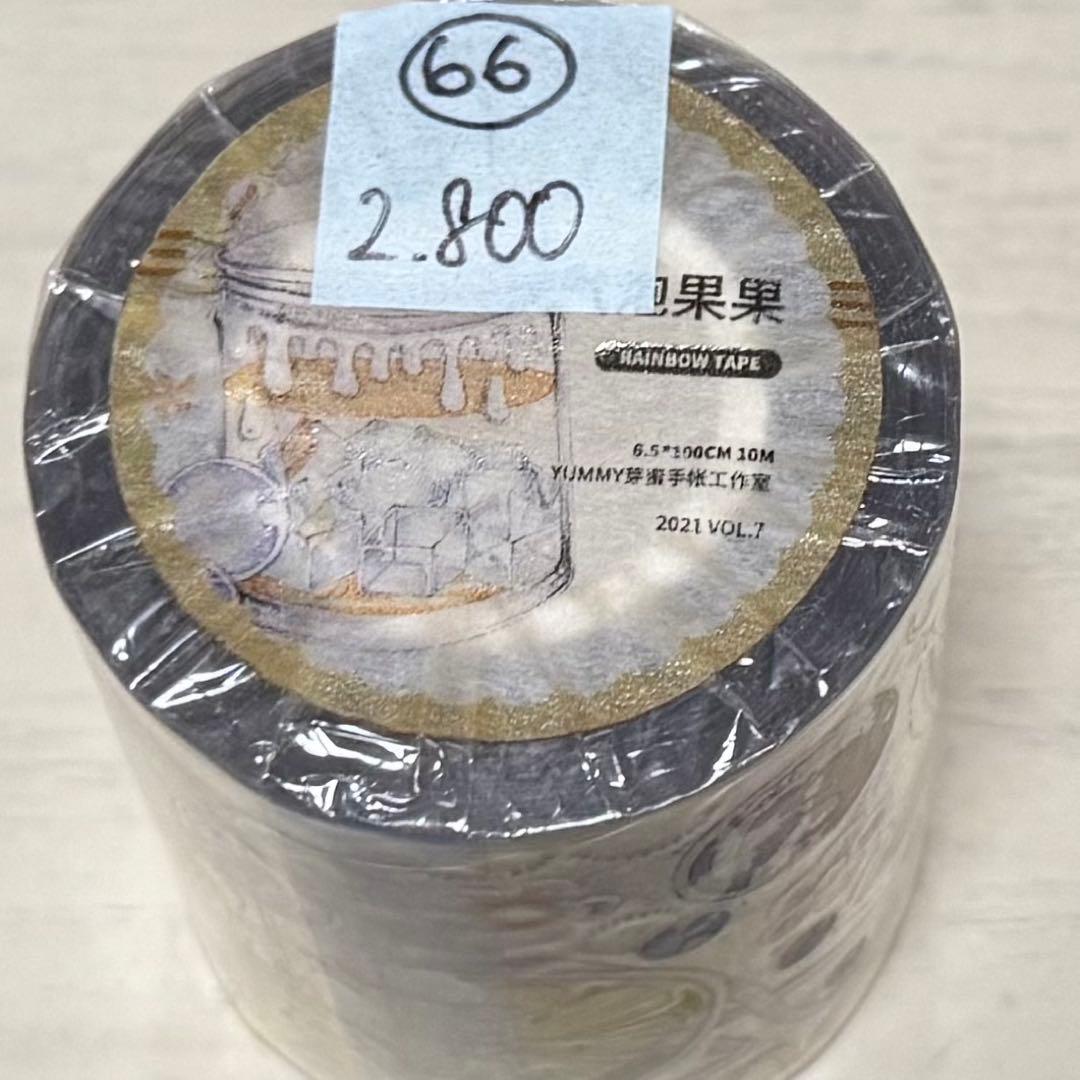 66
2.800
果果
RAINBOW TAPE
6.5*100CM 10M
YUMMY芽蜜手帐工作室
2021 VOL.7